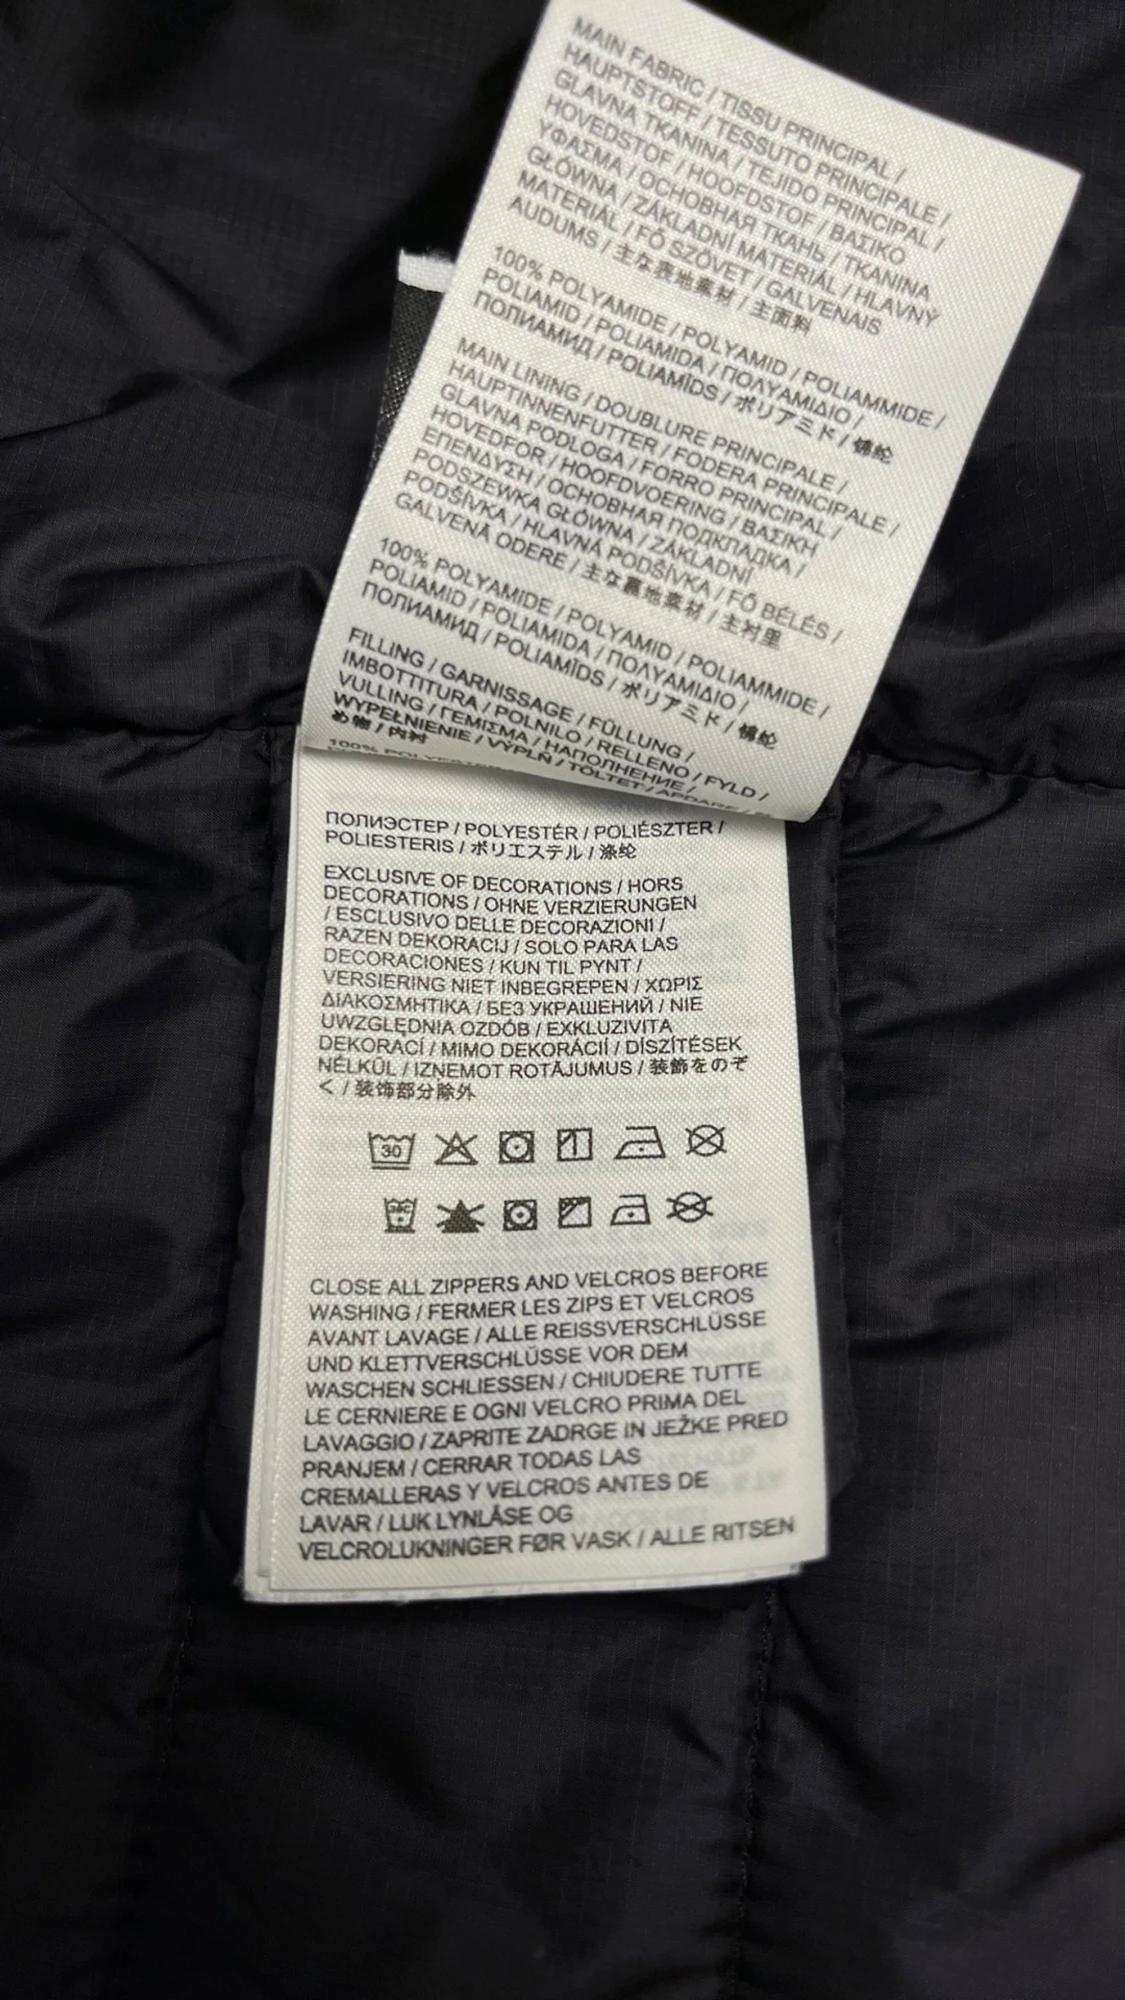 MAIN FABRIC / TISSU PRINCIPAL /
HAUPTSTOFF / TESSUTO PRINCIPALE /
GLAVNA TKANINA / TEJIDO PRINCIPAL /
HOVEDSTOF / HOOFDSTOF / ΒΑΣΙΚΟ
ΥΦΑΣΜΑ / ОСНОВНАЯ ТКАНЬ / TKANINA
GŁÓWNA / ZÁKLADNÍ MATERIÁL / HLAVNÝ
MATERIÁL / FŐ SZÖVET / GALVENAIS
AUDUMS / 主な表地素材 / 主面料
100% POLYAMIDE / POLYAMID / POLIAMMIDE /
POLIAMID / POLIAMIDA / ΠΟΛΥΑΜΙΔΙΟ /
ПОЛИАМИД / POLIAMĪDS / ポリアミド / 锦纶
MAIN LINING / DOUBLURE PRINCIPALE /
HAUPTINNENFUTTER / FODERA PRINCIPALE /
GLAVNA PODLOGA / FORRO PRINCIPAL /
HOVEDFOR / HOOFDVOERING / ΒΑΣΙΚΗ
ΕΠΕΝΔΥΣΗ / ОСНОВНАЯ ПОДКЛАДКА /
PODSZEWKA GŁÓWNA / ZÁKLADNÍ
PODŠÍVKA / HLAVNÁ PODŠÍVKA / FŐ BÉLÉS /
GALVENĀ ODERE / 主な裏地素材 / 主衬里
100% POLYAMIDE / POLYAMID / POLIAMMIDE /
POLIAMID / POLIAMIDA / ΠΟΛΥΑΜΙΔΙΟ /
ПОЛИАМИД / POLIAMĪDS / ポリアミド / 锦纶
FILLING / GARNISSAGE / FÜLLUNG /
IMBOTTITURA / POLNILO / RELLENO / FYLD /
VULLING / ΓΕΜΙΣΜΑ / НАПОЛНЕНИЕ /
WYPEŁNIENIE / VÝPLŇ / TÖLTET /
め物 / 内衬
100%
ПОЛИЭСТЕР / POLYESTÉR / POLIÉSZTER /
POLIESTERIS / ポリエステル / 涤纶
EXCLUSIVE OF DECORATIONS / HORS
DECORATIONS / OHNE VERZIERUNGEN
/ ESCLUSIVO DELLE DECORAZIONI /
RAZEN DEKORACIJ / SOLO PARA LAS
DECORACIONES / KUN TIL PYNT /
VERSIERING NIET INBEGREPEN / ΧΩΡΙΣ
ΔΙΑΚΟΣΜΗΤΙΚΑ / БЕЗ УКРАШЕНИЙ / NIE
UWZGLĘDNIA OZDÓB / EXKLUZIVITA
DEKORACÍ / MIMO DEKORÁCIÍ / DÍSZÍTÉSEK
NÉLKÜL / IZŅEMOT ROTĀJUMUS / 装飾をのぞ
く / 装饰部分除外
30
CLOSE ALL ZIPPERS AND VELCROS BEFORE
WASHING / FERMER LES ZIPS ET VELCROS
AVANT LAVAGE / ALLE REISSVERSCHLÜSSE
UND KLETTVERSCHLÜSSE VOR DEM
WASCHEN SCHLIESSEN / CHIUDERE TUTTE
LE CERNIERE E OGNI VELCRO PRIMA DEL
LAVAGGIO / ZAPRITE ZADRGE IN JEŽKE PRED
PRANJEM / CERRAR TODAS LAS
CREMALLERAS Y VELCROS ANTES DE
LAVAR / LUK LYNLÅSE OG
VELCROLUKNINGER FØR VASK / ALLE RITSEN